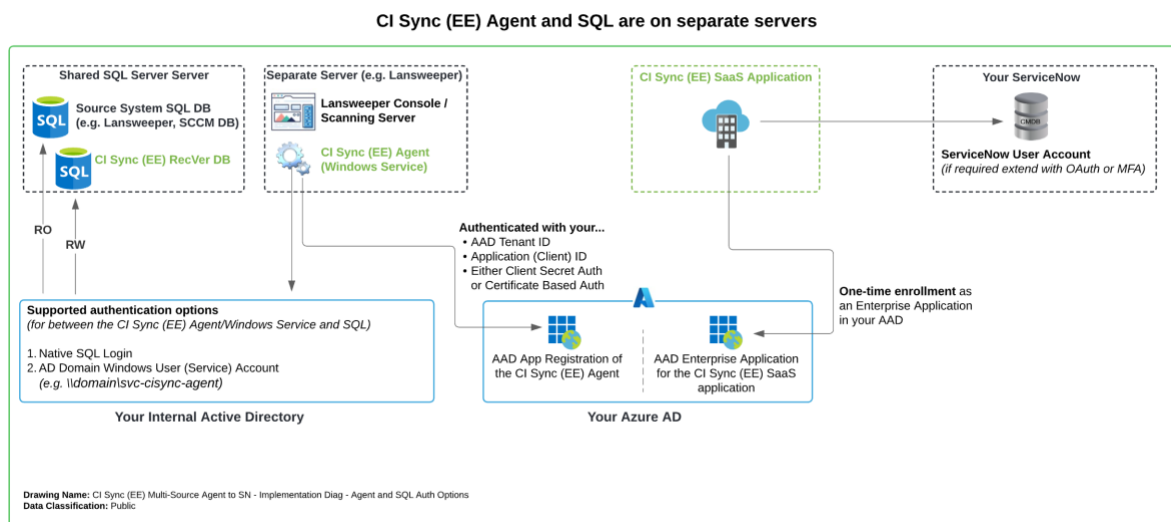 CI Sync (EE) Agent and SQL are on separate servers
Shared SQL Server Server
SQL
Source System SQL DB
(e.g. Lansweeper, SCCM DB)
SQL
CI Sync (EE) RecVer DB
Separate Server (e.g. Lansweeper)
Lansweeper Console /
Scanning Server
CI Sync (EE) Agent
(Windows Service)
CI Sync (EE) SaaS Application
Your ServiceNow
CMDB
ServiceNow User Account
(if required extend with OAuth or MFA)
RO
RW
Authenticated with your...
• AAD Tenant ID
• Application (Client) ID
• Either Client Secret Auth
or Certificate Based Auth
One-time enrollment as
an Enterprise Application
in your AAD
Supported authentication options
(for between the CI Sync (EE) Agent/Windows Service and SQL)
1. Native SQL Login
2. AD Domain Windows User (Service) Account
(e.g. \\domain\svc-cisync-agent)
Your Internal Active Directory
AAD App Registration of
the CI Sync (EE) Agent
AAD Enterprise Application
for the CI Sync (EE) SaaS
application
Your Azure AD
Drawing Name: CI Sync (EE) Multi-Source Agent to SN - Implementation Diag - Agent and SQL Auth Options
Data Classification: Public